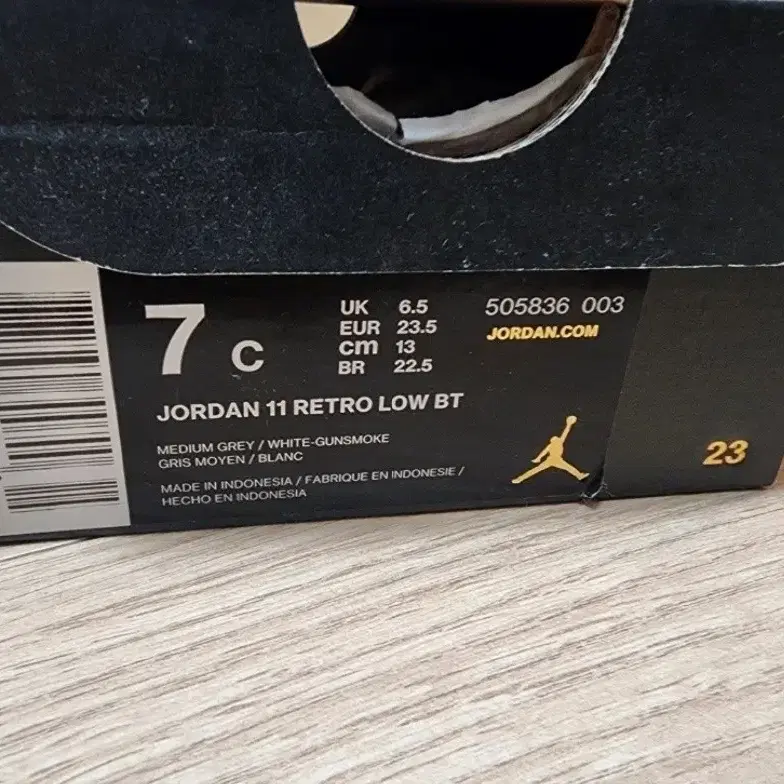 7 C
UK 6.5
EUR 23.5
cm 13
BR 22.5
505836 003
JORDAN.COM
JORDAN 11 RETRO LOW BT
MEDIUM GREY / WHITE-GUNSMOKE
GRIS MOYEN / BLANC
MADE IN INDONESIA / FABRIQUE EN INDONESIE /
HECHO EN INDONESIA
23